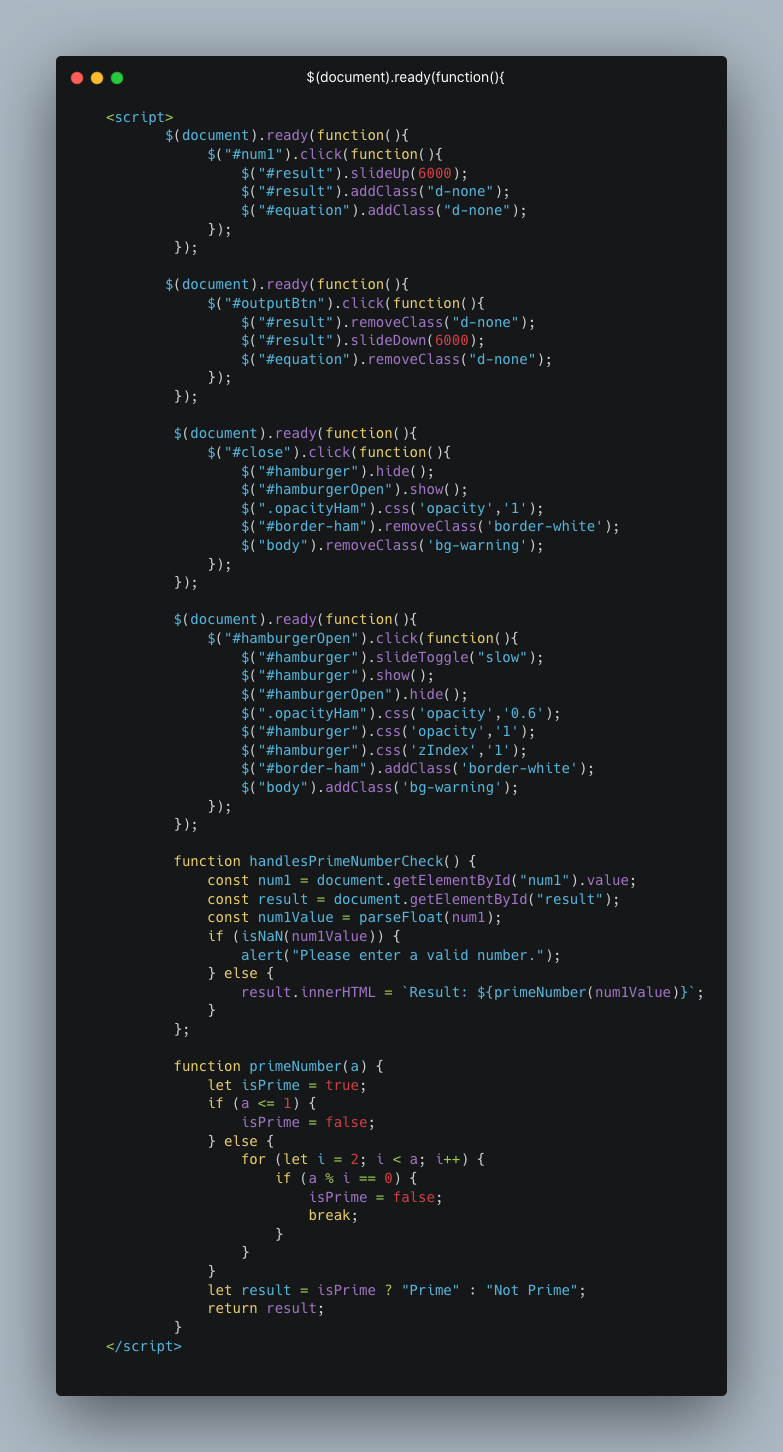 $(document).ready(function(){
<script>
$(document).ready(function(){
$("#num1").click(function(){
$("#result").slideUp(6000);
$("#result").addClass("d-none");
$("#equation").addClass("d-none");
});
});
$(document).ready(function(){
$("#outputBtn").click(function(){
$("#result").removeClass("d-none");
$("#result").slideDown(6000);
$("#equation").removeClass("d-none");
});
});
$(document).ready(function(){
$("#close").click(function(){
$("#hamburger").hide();
$("#hamburgerOpen").show();
$(".opacityHam").css('opacity','1');
$("#border-ham").removeClass('border-white');
$("body").removeClass('bg-warning');
});
});
$(document).ready(function(){
$("#hamburgerOpen").click(function(){
$("#hamburger").slideToggle("slow");
$("#hamburger").show();
$("#hamburgerOpen").hide();
$(".opacityHam").css('opacity','0.6');
$("#hamburger").css('opacity','1');
$("#hamburger").css('zIndex','1');
$("#border-ham").addClass('border-white');
$("body").addClass('bg-warning');
});
});
function handlesPrimeNumberCheck() {
const num1 = document.getElementById("num1").value;
const result = document.getElementById("result");
const num1Value = parseFloat(num1);
if (isNaN(num1Value)) {
alert("Please enter a valid number.");
} else {
result.innerHTML = `Result: ${primeNumber(num1Value)}`;
}
};
function primeNumber(a) {
let isPrime = true;
if (a <= 1) {
isPrime = false;
} else {
for (let i = 2; i < a; i++) {
if (a % i == 0) {
isPrime = false;
break;
}
}
}
let result = isPrime ? "Prime" : "Not Prime";
return result;
}
</script>